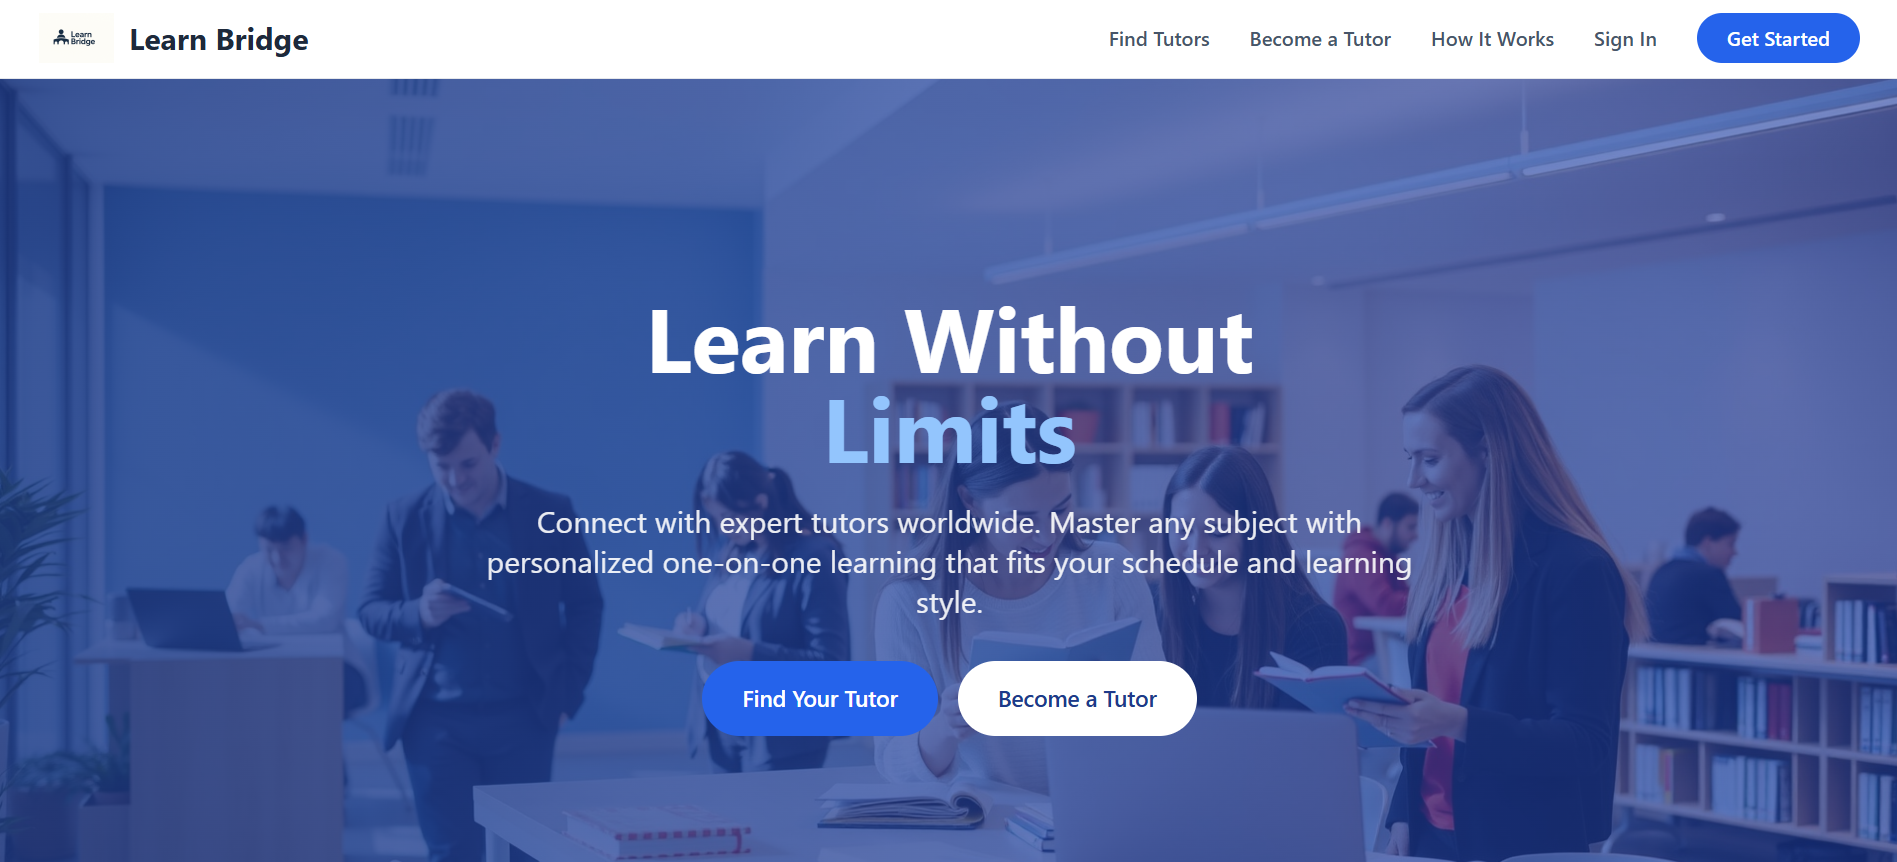 Learn
Bridge
Learn Bridge
Find Tutors
Become a Tutor
How It Works
Sign In
Get Started
Learn Without
Limits
Connect with expert tutors worldwide. Master any subject with
personalized one-on-one learning that fits your schedule and learning
style.
Find Your Tutor
Become a Tutor